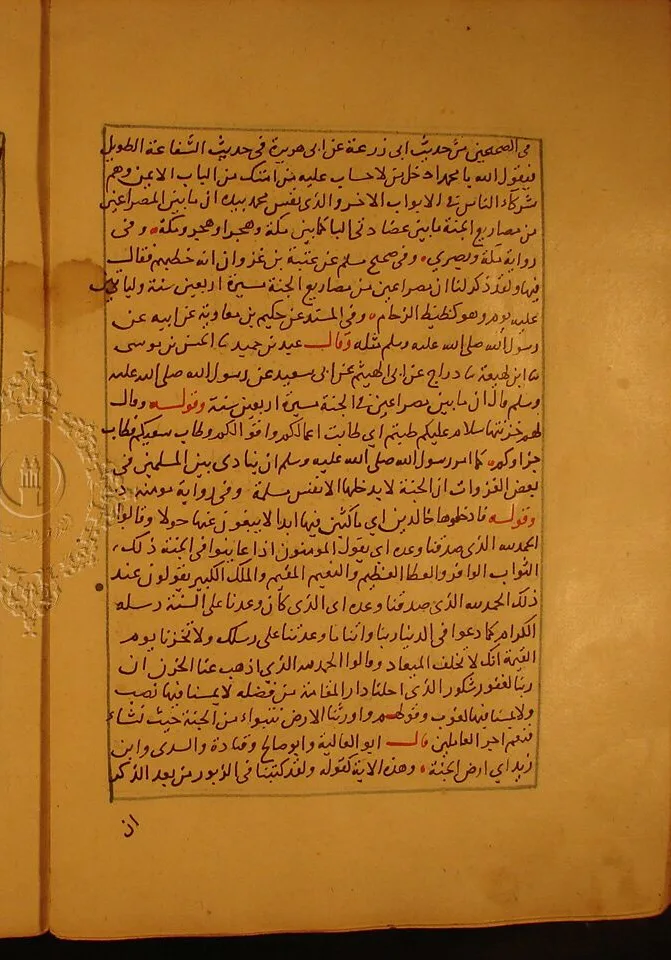 في الصحيحين من حديث ابي زرعة عن ابي هريرة في حديث الشفاعة الطويل
فيقول الله يا محمد ادخل من لا حساب عليه من امتك من الباب الايمن وهم
شركاء الناس في الابواب الاخر والذي نفس محمد بيده ان ما بين المصراعين
من مصاريع الجنة ما بين عضادتي الباب كما بين مكة وهجر او هجر ومكة وفي
رواية مكة وبصري وفي صحيح مسلم عن عتبة بن غزوان انه خطبهم فقال
فيها ولقد ذكر لنا ان مصراعين من مصاريع الجنة مسيرة اربعين سنة وليأتين
عليه يوم وهو كظيظ الزحام وفي المسند عن حكيم بن معاوية عن ابيه عن
رسول الله صلى الله عليه وسلم مثله وقال عبد بن حميد ثنا الحسن بن موسى
ثنا ابن لهيعة ثنا دراج عن ابي الهيثم عن ابي سعيد عن رسول الله صلى الله عليه
وسلم قال ان ما بين مصراعين في الجنة مسيرة اربعين سنة وقوله وقال
لهم خزنتها سلام عليكم طبتم اي طابت اعمالكم واقوالكم وطاب سعيكم فطاب
جزاوكم كما امر رسول الله صلى الله عليه وسلم ان ينادى بين المسلمين في
بعض الغزوات ان الجنة لا يدخلها الا نفس مسلمة وفي رواية مومنة
وقوله فادخلوها خالدين اي ماكثين فيها ابدا لا يبغون عنها حولا وقالوا
الحمد لله الذي صدقنا وعده اي يقول المومنون اذا عاينوا في الجنة ذلك
الثواب الوافر والعطا العظيم والنعيم المقيم والملك الكبير يقولون عند
ذلك الحمد لله الذي صدقنا وعده اي الذي كان وعدنا على السنة رسله
الكرام كما دعوا في الدنيا ربنا واتنا ما وعدتنا على رسلك ولا تخزنا يوم
القيمة انك لا تخلف الميعاد وقالوا الحمد لله الذي اذهب عنا الحزن ان
ربنا لغفور شكور الذي احلنا دار المقامة من فضله لا يمسنا فيها نصب
ولا يمسنا فيها لغوب وقولهم واورثنا الارض نتبواء من الجنة حيث نشاء
فنعم اجر العاملين قال ابو العالية وابو صالح وقتادة والسدى وابن
زيد اي ارض الجنة وهذه الاية كقوله ولقد كتبنا في الزبور من بعد الذكر
ان